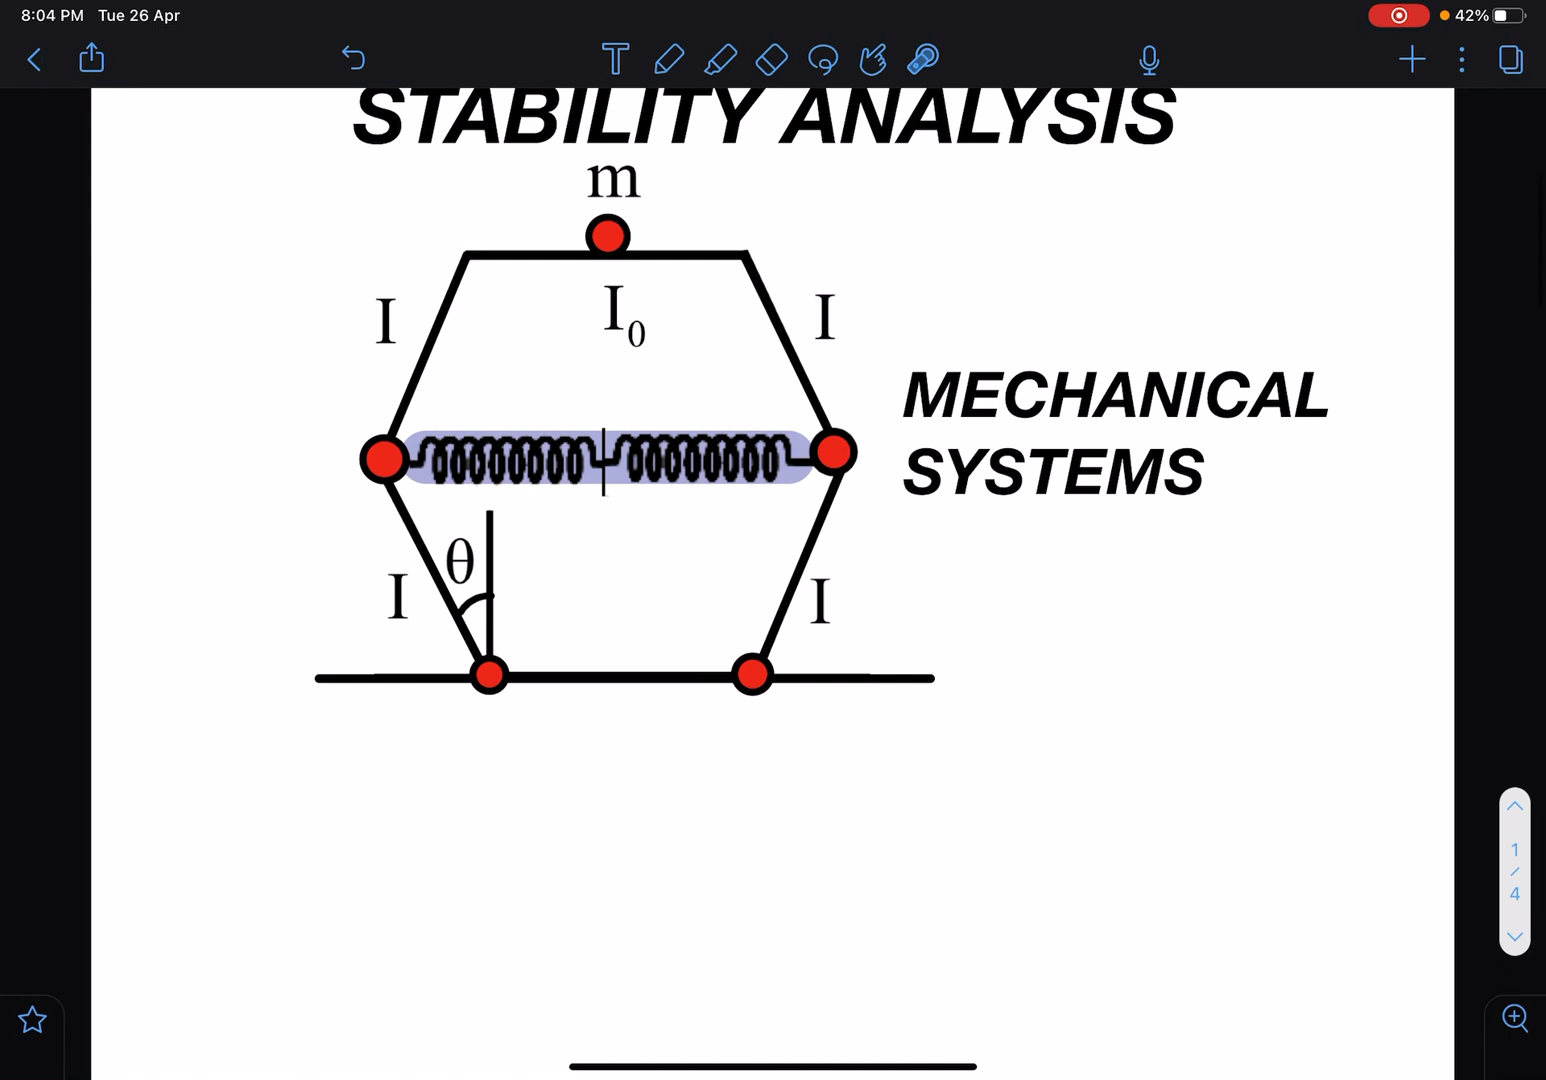 8:04 PM Tue 26 Apr
42%
STABILITY ANALYSIS
m
I I₀ I
MECHANICAL
SYSTEMS
θ
I I
1
/
4